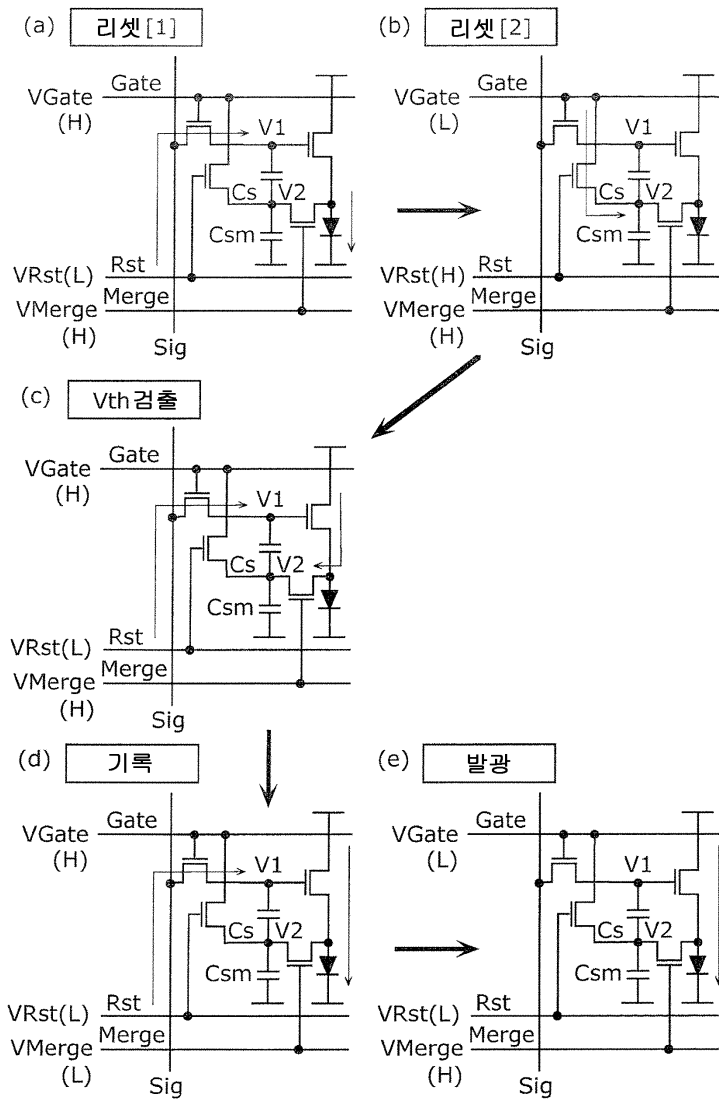 (a) 리셋[1]
Gate
VGate
(H)
V1
Cs V2
Csm
VRst(L) Rst
VMerge Merge
(H)
Sig
(b) 리셋[2]
Gate
VGate
(L)
V1
Cs V2
Csm
VRst(H) Rst
VMerge Merge
(H)
Sig
(c) Vth검출
Gate
VGate
(H)
V1
Cs V2
Csm
VRst(L) Rst
VMerge Merge
(H)
Sig
(d) 기록
Gate
VGate
(H)
V1
Cs V2
Csm
VRst(L) Rst
VMerge Merge
(L)
Sig
(e) 발광
Gate
VGate
(L)
V1
Cs V2
Csm
VRst(L) Rst
VMerge Merge
(H)
Sig